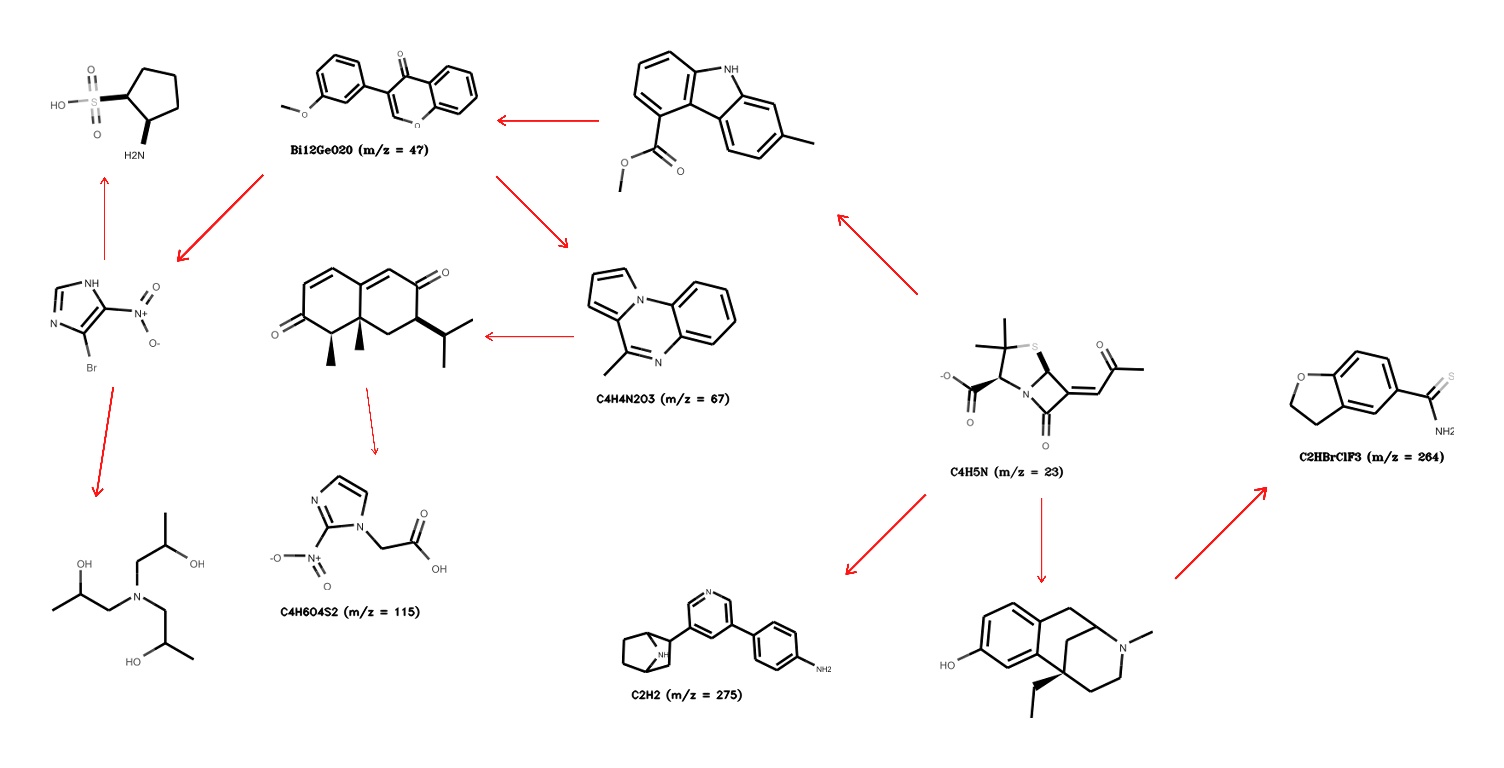 O
HO
S
O
H2N
O
O
O
Bi12GeO20 (m/z = 47)
NH
O
O
NH
N
N+
O
O-
Br
O
O
N
N
C4H4N2O3 (m/z = 67)
S
O
-O
O
N
O
C4H5N (m/z = 23)
O
S
NH2
C2HBrClF3 (m/z = 264)
OH
OH
N
HO
N
N
O
-O
N+
OH
O
C4H6O4S2 (m/z = 115)
N
NH
NH2
C2H2 (m/z = 275)
N
HO